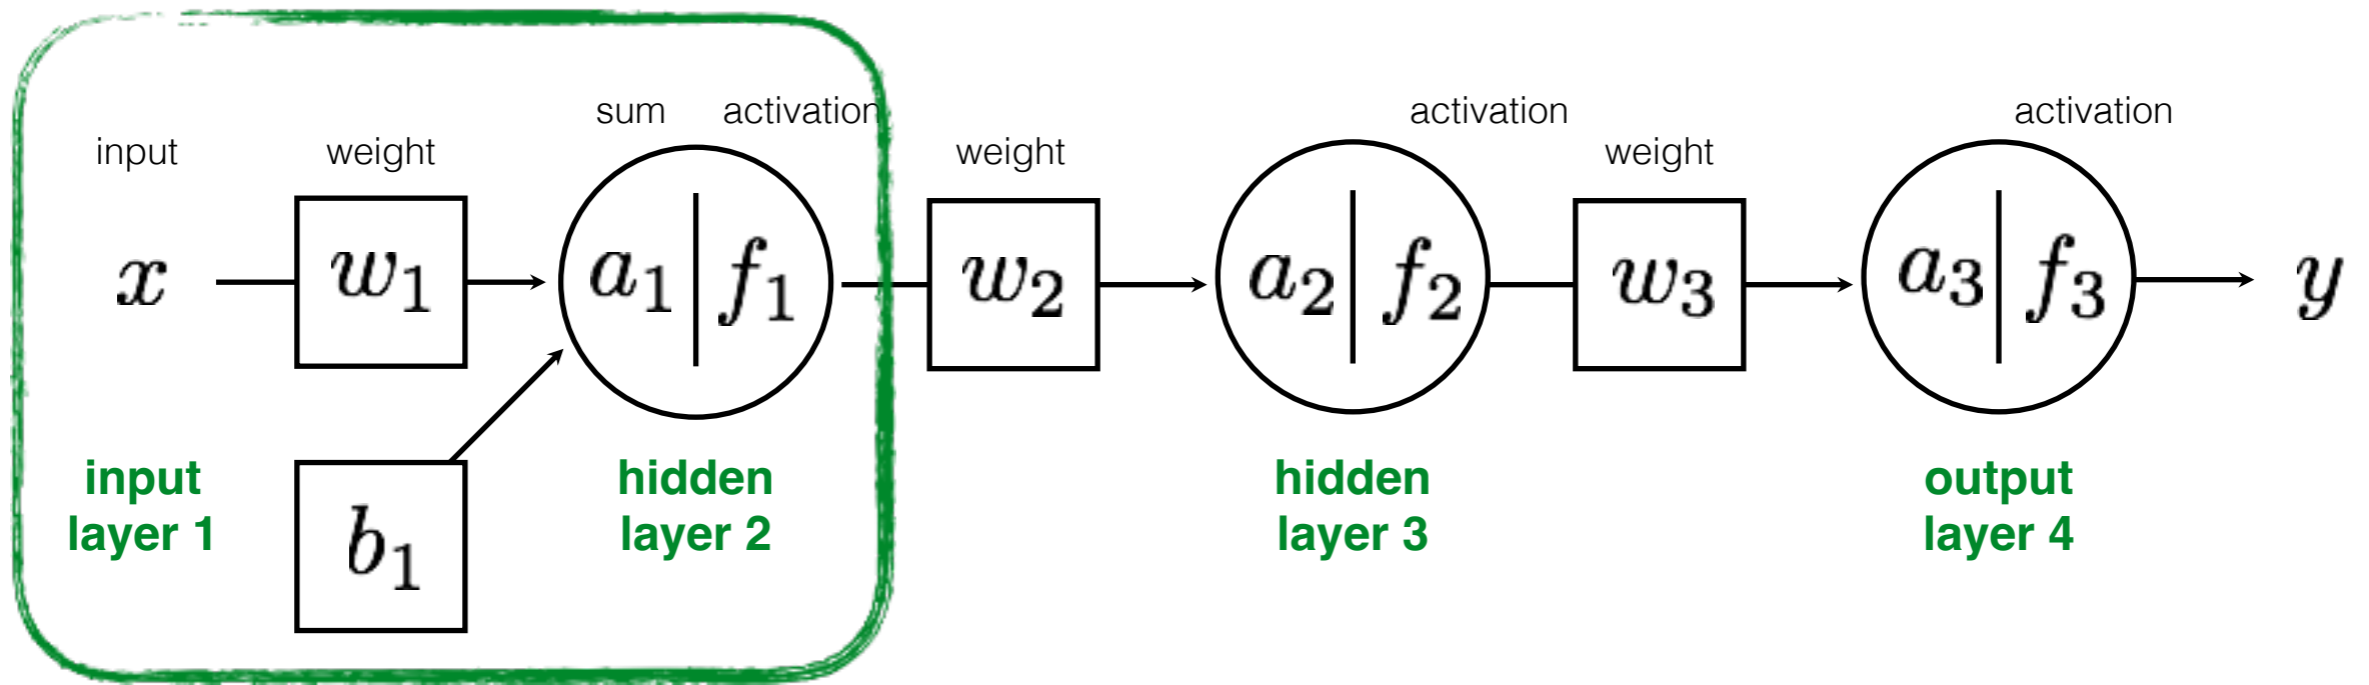 sum activation activation activation
input weight weight weight
x w₁ a₁ f₁ w₂ a₂ f₂ w₃ a₃ f₃ y
input hidden hidden output
layer 1 layer 2 layer 3 layer 4
b₁